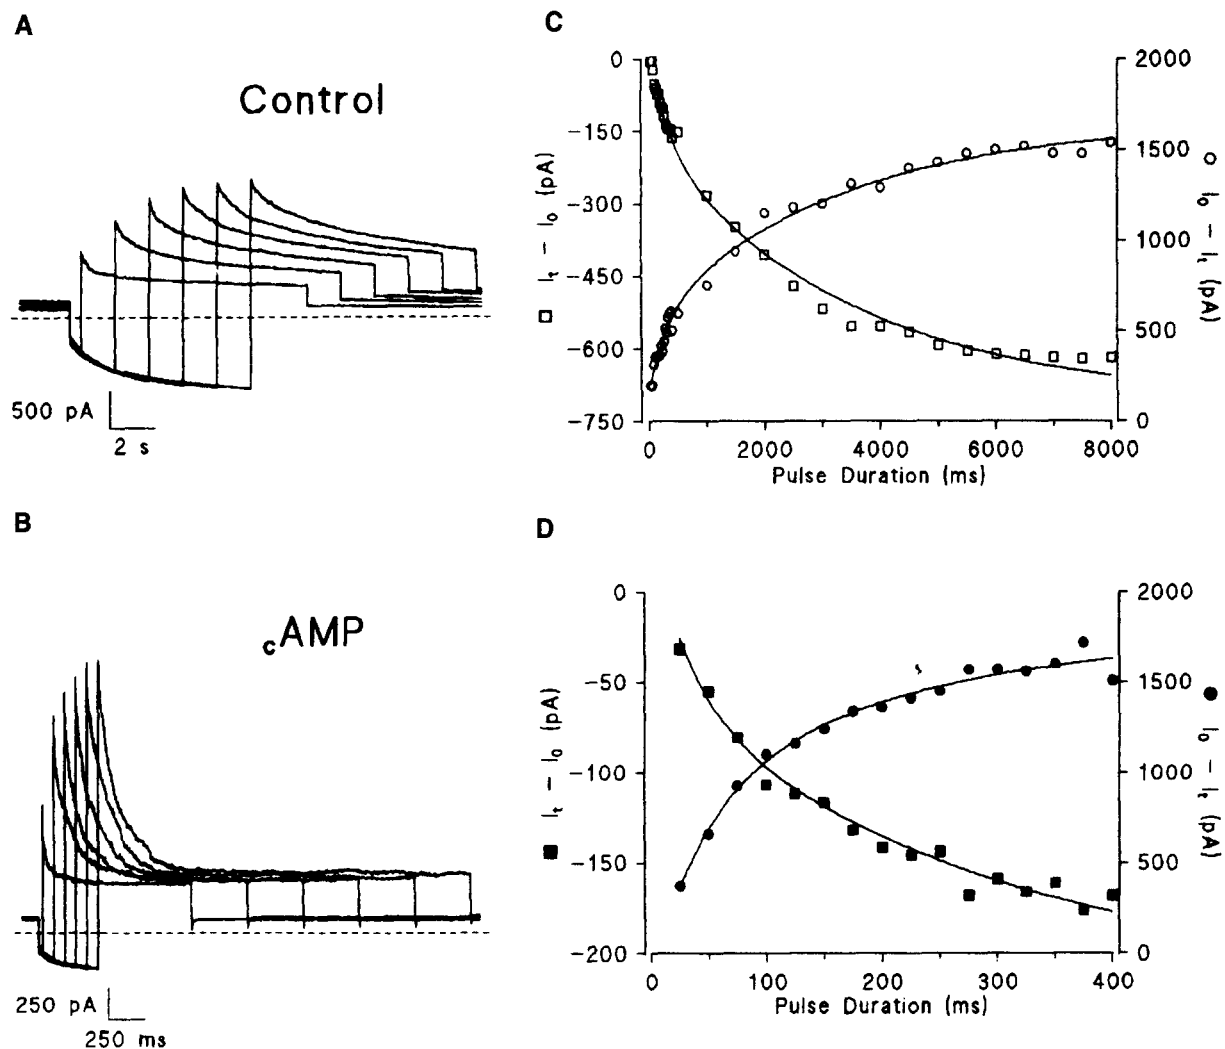 A
Control
500 pA
2 s
B
cAMP
250 pA
250 ms
C
0
−150
−300
−450
−600
−750
□ It − I0 (pA)
2000
1500
1000
500
0
○ I0 − It (pA)
0 2000 4000 6000 8000
Pulse Duration (ms)
D
0
−50
−100
−150
−200
■ It − I0 (pA)
2000
1500
1000
500
0
● I0 − It (pA)
0 100 200 300 400
Pulse Duration (ms)